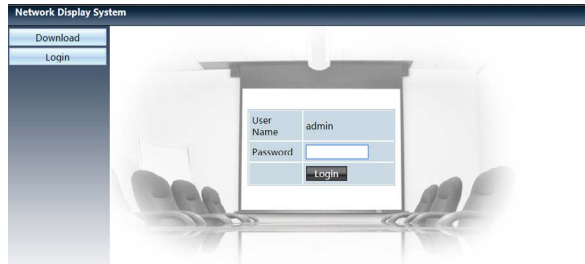 Network Display System
Download
Login
User
Name
admin
Password
Login